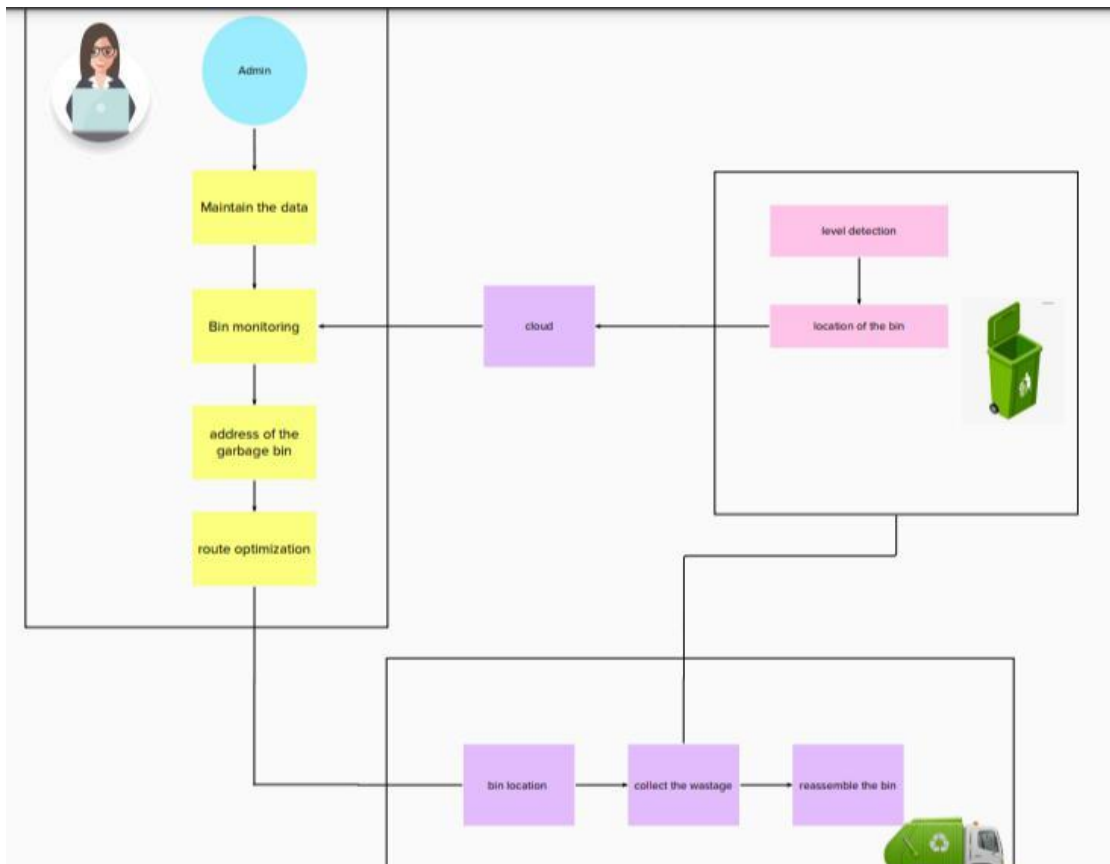 Admin
Maintain the data
Bin monitoring
address of the
garbage bin
route optimization
cloud
level detection
location of the bin
bin location
collect the wastage
reassemble the bin